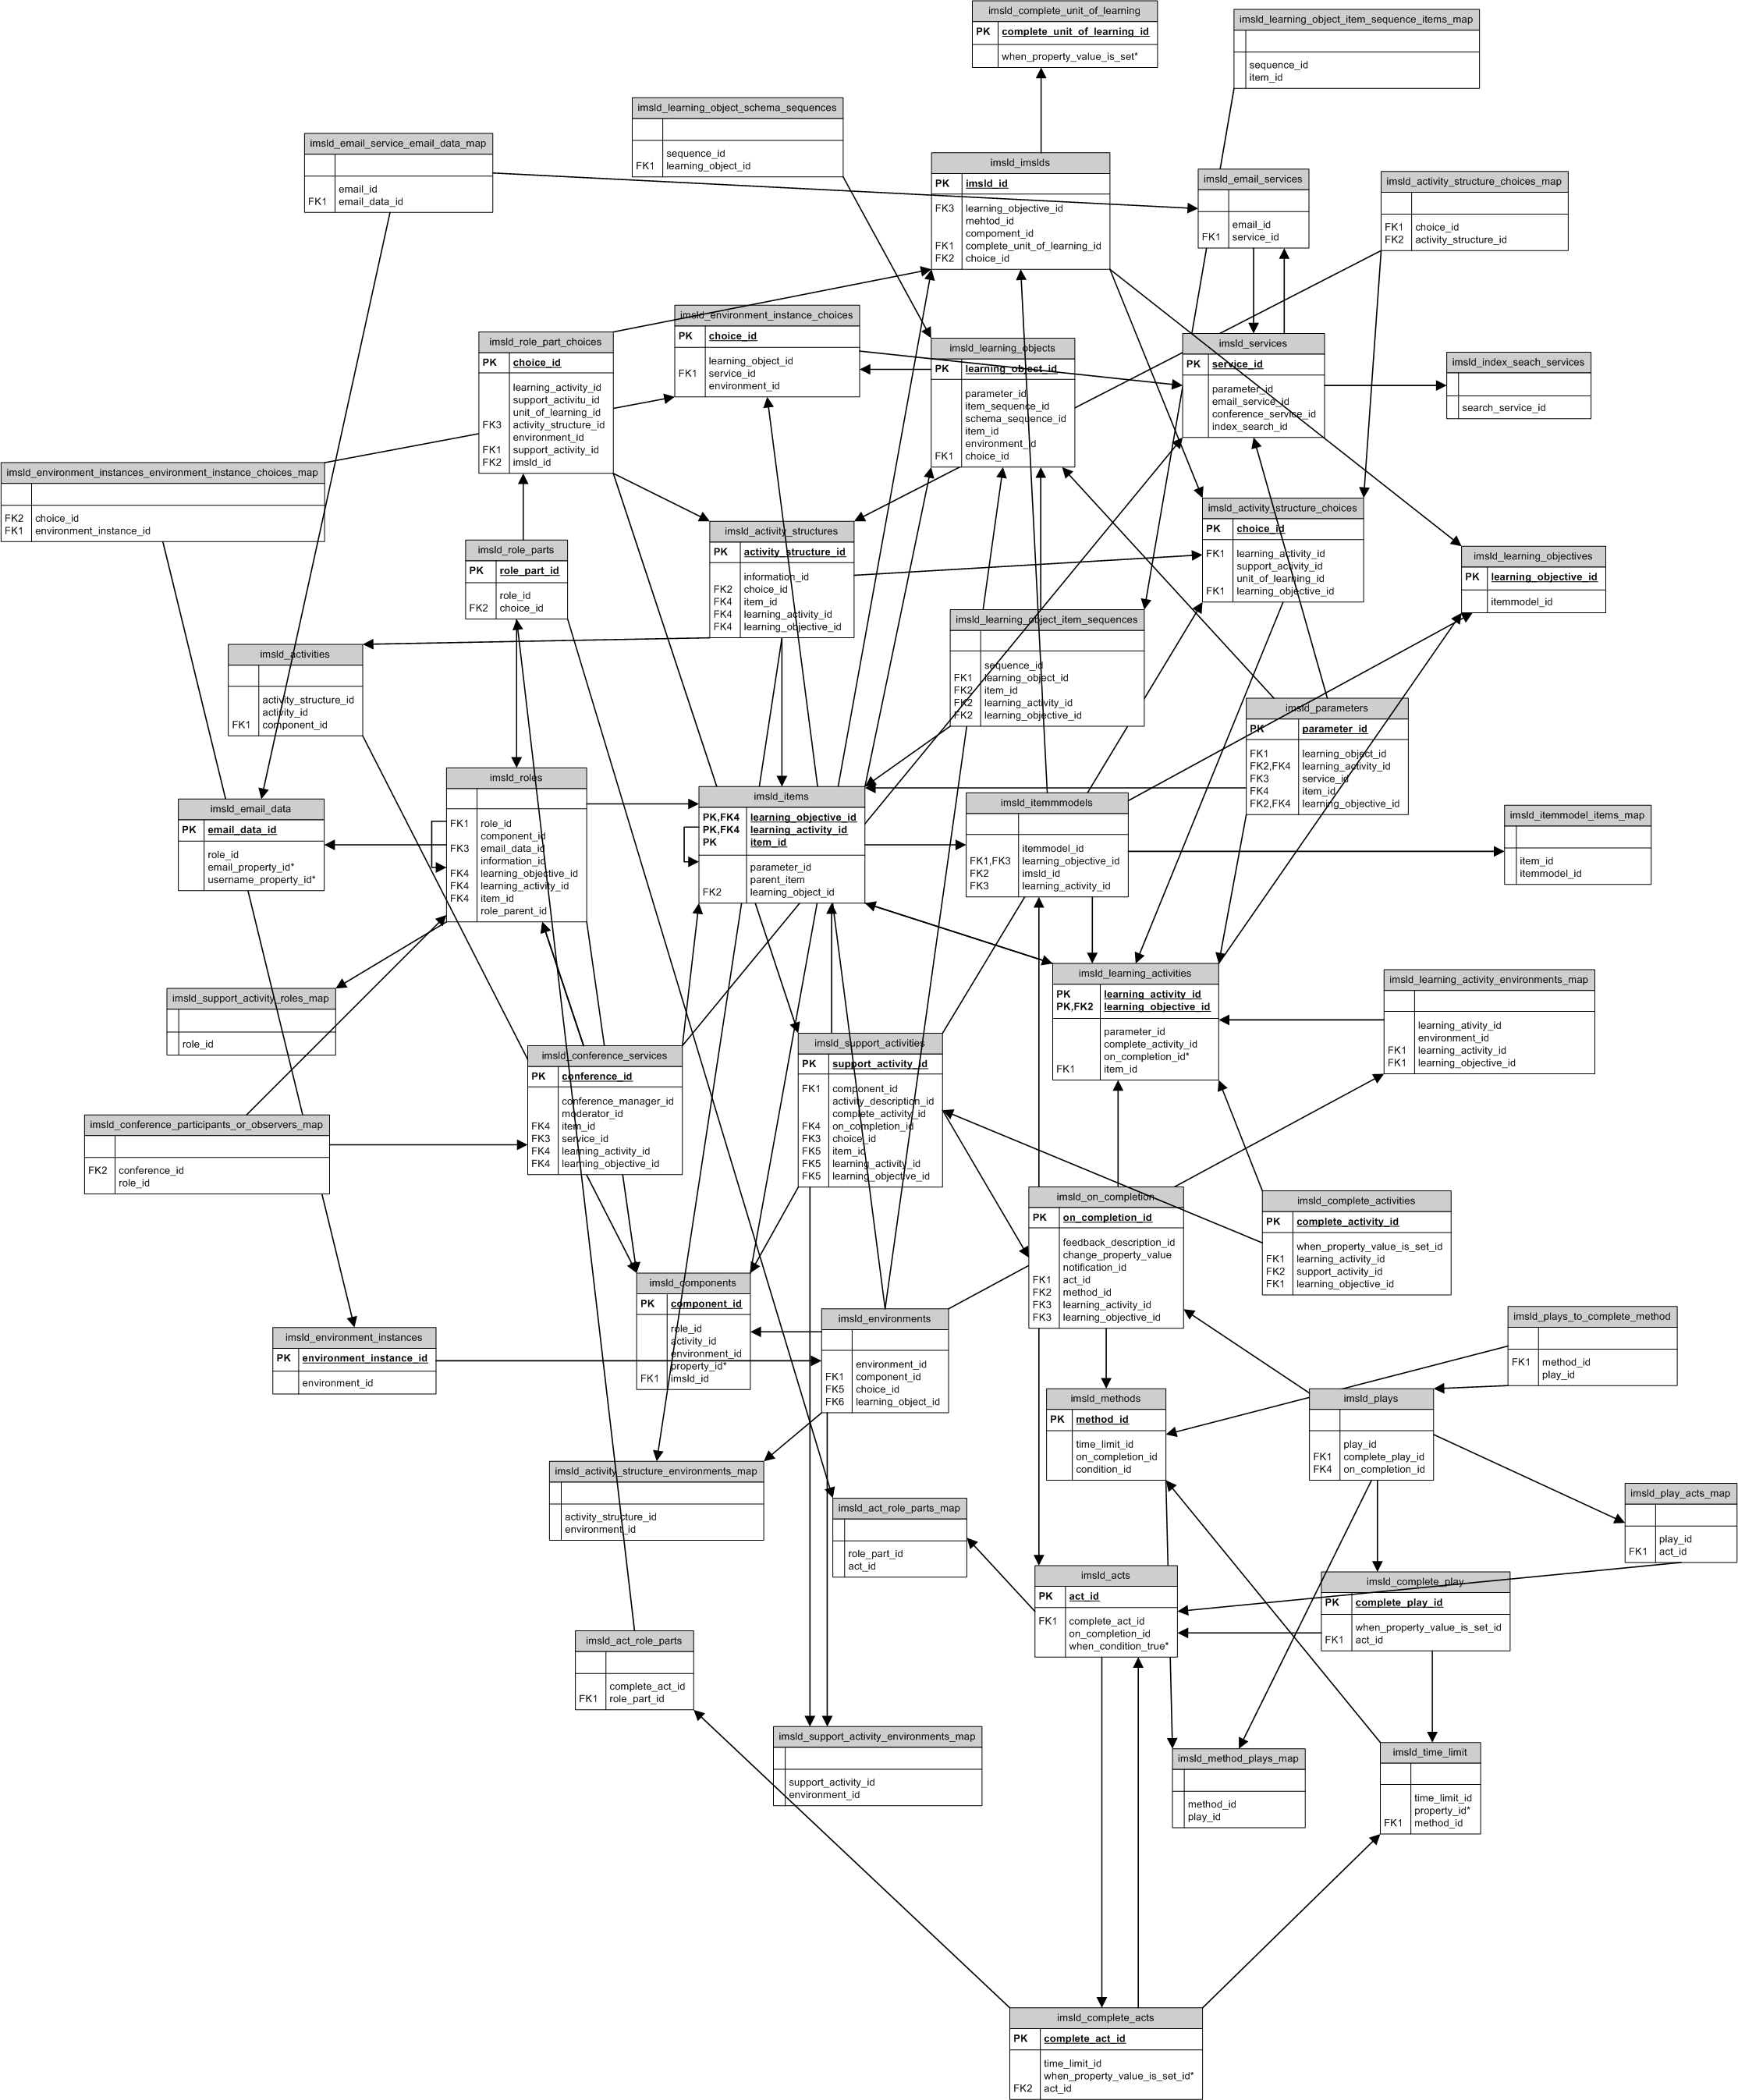 imsld_complete_unit_of_learning
PK complete_unit_of_learning_id
when_property_value_is_set*
imsld_learning_object_item_sequence_items_map
sequence_id
item_id
imsld_learning_object_schema_sequences
sequence_id
FK1 learning_object_id
imsld_email_service_email_data_map
email_id
FK1 email_data_id
imsld_imslds
PK imsld_id
FK3 learning_objective_id
mehtod_id
compoment_id
FK1 complete_unit_of_learning_id
FK2 choice_id
imsld_email_services
email_id
FK1 service_id
imsld_activity_structure_choices_map
FK1 choice_id
FK2 activity_structure_id
imsld_environment_instance_choices
PK choice_id
learning_object_id
FK1 service_id
environment_id
imsld_role_part_choices
PK choice_id
learning_activity_id
support_activitu_id
unit_of_learning_id
FK3 activity_structure_id
environment_id
FK1 support_activity_id
FK2 imsld_id
imsld_learning_objects
PK learning_object_id
parameter_id
item_sequence_id
schema_sequence_id
item_id
environment_id
FK1 choice_id
imsld_services
PK service_id
parameter_id
email_service_id
conference_service_id
index_search_id
imsld_index_seach_services
search_service_id
imsld_environment_instances_environment_instance_choices_map
FK2 choice_id
FK1 environment_instance_id
imsld_role_parts
PK role_part_id
role_id
FK2 choice_id
imsld_activity_structures
PK activity_structure_id
information_id
FK2 choice_id
FK4 item_id
FK4 learning_activity_id
FK4 learning_objective_id
imsld_activity_structure_choices
PK choice_id
FK1 learning_activity_id
support_activity_id
unit_of_learning_id
FK1 learning_objective_id
imsld_learning_objectives
PK learning_objective_id
itemmodel_id
imsld_activities
activity_structure_id
activity_id
FK1 component_id
imsld_learning_object_item_sequences
sequence_id
FK1 learning_object_id
FK2 item_id
FK2 learning_activity_id
FK2 learning_objective_id
imsld_parameters
PK parameter_id
FK1 learning_object_id
FK2,FK4 learning_activity_id
FK3 service_id
FK4 item_id
FK2,FK4 learning_objective_id
imsld_email_data
PK email_data_id
role_id
email_property_id*
username_property_id*
imsld_roles
FK1 role_id
component_id
FK3 email_data_id
information_id
FK4 learning_objective_id
FK4 learning_activity_id
FK4 item_id
role_parent_id
imsld_items
PK,FK4 learning_objective_id
PK,FK4 learning_activity_id
PK item_id
parameter_id
parent_item
FK2 learning_object_id
imsld_itemmmodels
itemmodel_id
FK1,FK3 learning_objective_id
FK2 imsld_id
FK3 learning_activity_id
imsld_itemmodel_items_map
item_id
itemmodel_id
imsld_support_activity_roles_map
role_id
imsld_learning_activities
PK learning_activity_id
PK,FK2 learning_objective_id
parameter_id
complete_activity_id
on_completion_id*
FK1 item_id
imsld_learning_activity_environments_map
learning_ativity_id
environment_id
FK1 learning_activity_id
FK1 learning_objective_id
imsld_conference_services
PK conference_id
conference_manager_id
moderator_id
FK4 item_id
FK3 service_id
FK4 learning_activity_id
FK4 learning_objective_id
imsld_support_activities
PK support_activity_id
FK1 component_id
activity_description_id
complete_activity_id
FK4 on_completion_id
FK3 choice_id
FK5 item_id
FK5 learning_activity_id
FK5 learning_objective_id
imsld_conference_participants_or_observers_map
FK2 conference_id
role_id
imsld_on_completion
PK on_completion_id
feedback_description_id
change_property_value
notification_id
FK1 act_id
FK2 method_id
FK3 learning_activity_id
FK3 learning_objective_id
imsld_complete_activities
PK complete_activity_id
when_property_value_is_set_id
FK1 learning_activity_id
FK2 support_activity_id
FK1 learning_objective_id
imsld_components
PK component_id
role_id
activity_id
environment_id
property_id*
FK1 imsld_id
imsld_environments
environment_id
FK1 component_id
FK5 choice_id
FK6 learning_object_id
imsld_environment_instances
PK environment_instance_id
environment_id
imsld_plays_to_complete_method
FK1 method_id
play_id
imsld_methods
PK method_id
time_limit_id
on_completion_id
condition_id
imsld_plays
play_id
FK1 complete_play_id
FK4 on_completion_id
imsld_activity_structure_environments_map
activity_structure_id
environment_id
imsld_act_role_parts_map
role_part_id
act_id
imsld_play_acts_map
play_id
FK1 act_id
imsld_acts
PK act_id
FK1 complete_act_id
on_completion_id
when_condition_true*
imsld_complete_play
PK complete_play_id
when_property_value_is_set_id
FK1 act_id
imsld_act_role_parts
complete_act_id
FK1 role_part_id
imsld_support_activity_environments_map
support_activity_id
environment_id
imsld_method_plays_map
method_id
play_id
imsld_time_limit
time_limit_id
property_id*
FK1 method_id
imsld_complete_acts
PK complete_act_id
time_limit_id
when_property_value_is_set_id*
FK2 act_id